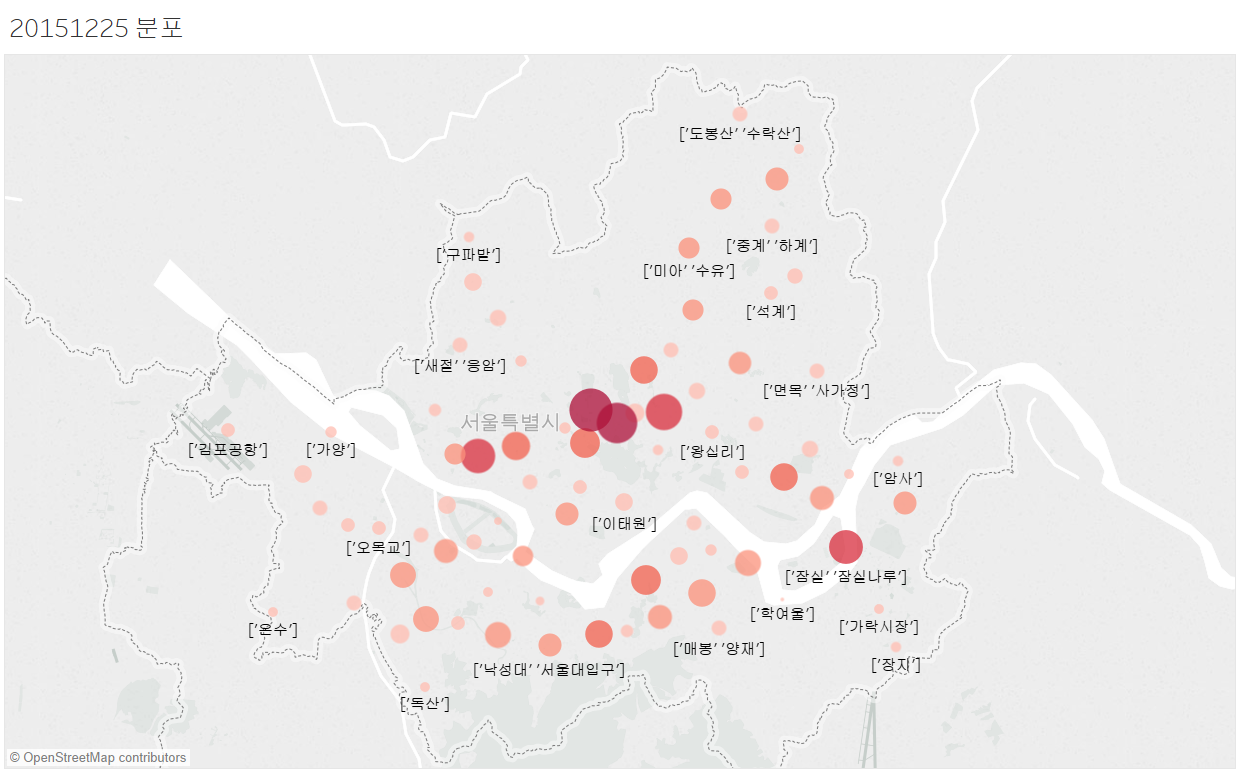 20151225 분포
['도봉산' '수락산']
['중계' '하계']
['구파발']
['미아' '수유']
['석계']
['새절' '응암']
['면목' '사가정']
서울특별시
['김포공항']
['가양']
['왕십리']
['암사']
['이태원']
['오목교']
['잠실' '잠실나루']
['학여울']
['가락시장']
['온수']
['매봉' '양재']
['장지']
['낙성대' '서울대입구']
['독산']
© OpenStreetMap contributors